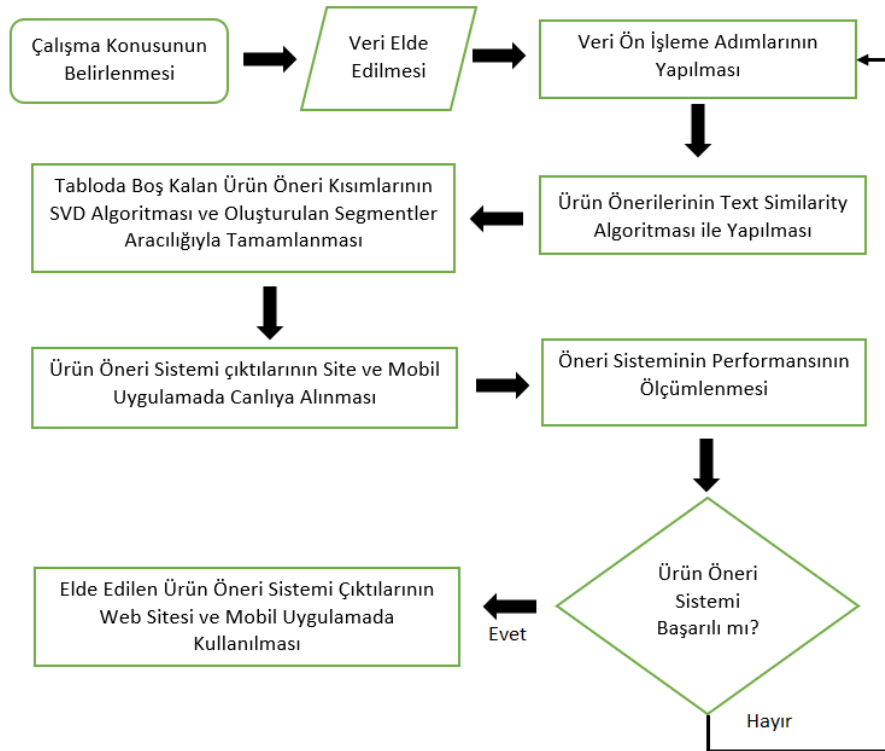 Çalışma Konusunun
Belirlenmesi
Veri Elde
Edilmesi
Veri Ön İşleme Adımlarının
Yapılması
Ürün Önerilerinin Text Similarity
Algoritması ile Yapılması
Tabloda Boş Kalan Ürün Öneri Kısımlarının
SVD Algoritması ve Oluşturulan Segmentler
Aracılığıyla Tamamlanması
Ürün Öneri Sistemi çıktılarının Site ve Mobil
Uygulamada Canlıya Alınması
Öneri Sisteminin Performansının
Ölçümlenmesi
Ürün Öneri
Sistemi
Başarılı mı?
Evet
Elde Edilen Ürün Öneri Sistemi Çıktılarının
Web Sitesi ve Mobil Uygulamada
Kullanılması
Hayır